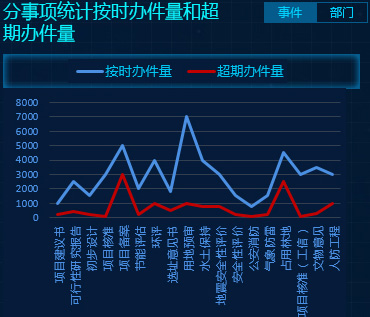 分事项统计按时办件量和超
期办件量
事件 部门
按时办件量 超期办件量
8000
7000
6000
5000
4000
3000
2000
1000
0
项目建议书
可行性研究报告
初步设计
项目核准
项目备案
节能评估
环评
选址意见书
用地预审
水土保持
地震安全性评价
安全性评价
公安消防
气象防雷
占用林地
项目核准（工信）
文物意见
人防工程